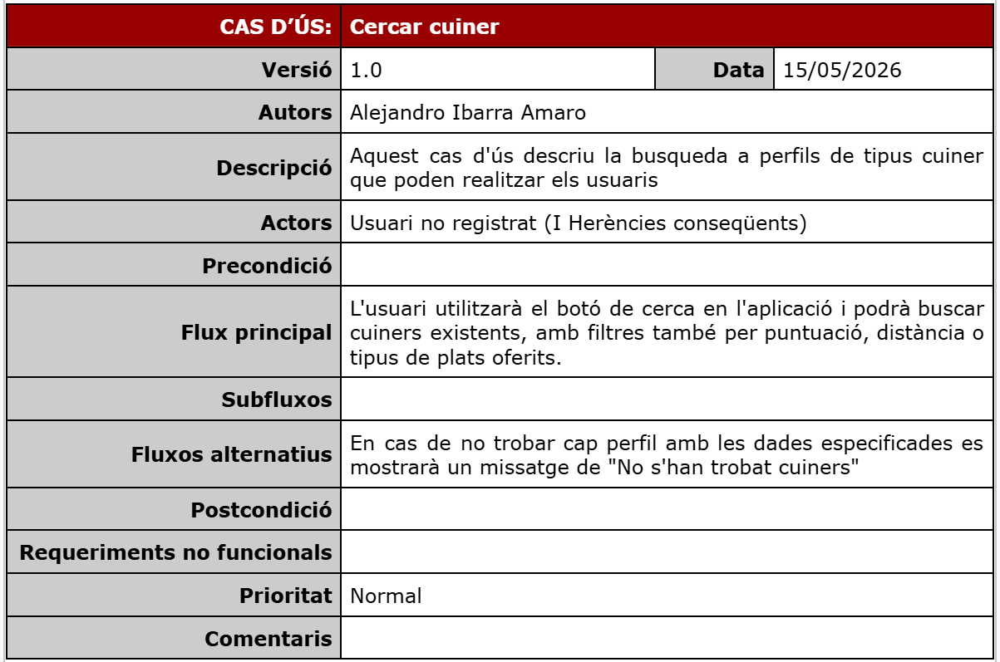 CAS D’ÚS: Cercar cuiner
Versió 1.0 Data 15/05/2026
Autors Alejandro Ibarra Amaro
Descripció Aquest cas d'ús descriu la busqueda a perfils de tipus cuiner
que poden realitzar els usuaris
Actors Usuari no registrat (I Herències conseqüents)
Precondició
Flux principal L'usuari utilitzarà el botó de cerca en l'aplicació i podrà buscar
cuiners existents, amb filtres també per puntuació, distància o
tipus de plats oferits.
Subfluxos
Fluxos alternatius En cas de no trobar cap perfil amb les dades especificades es
mostrarà un missatge de "No s'han trobat cuiners"
Postcondició
Requeriments no funcionals
Prioritat Normal
Comentaris